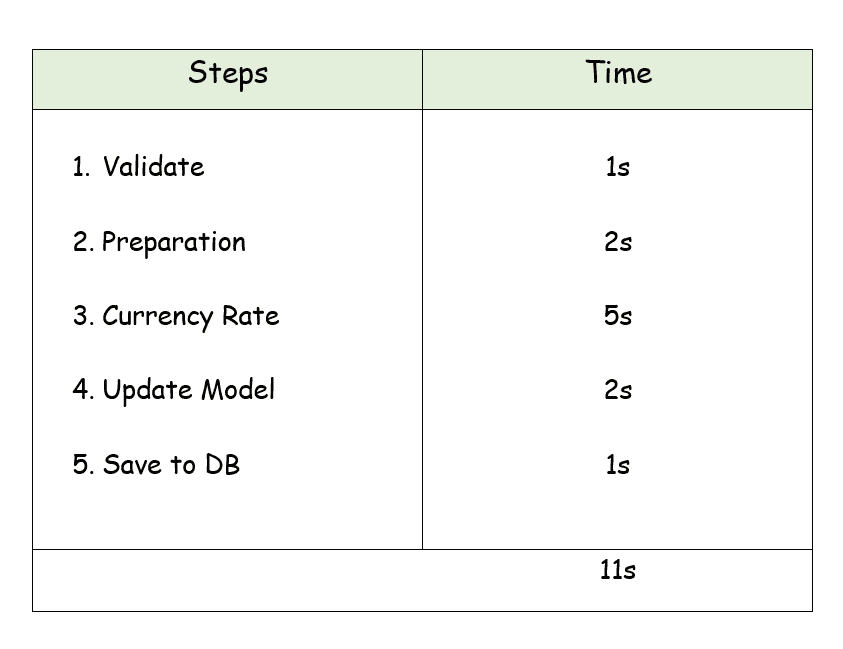 Steps Time
1. Validate 1s
2. Preparation 2s
3. Currency Rate 5s
4. Update Model 2s
5. Save to DB 1s
11s